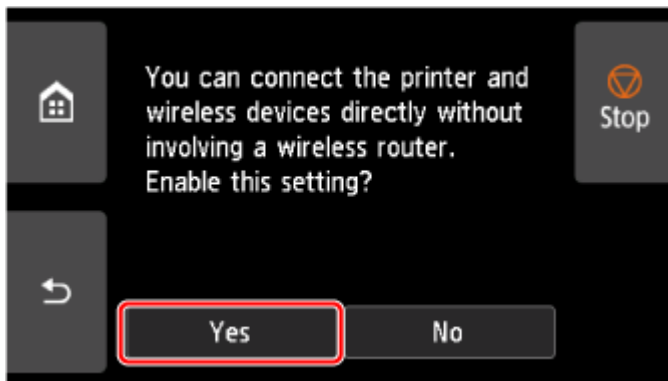 You can connect the printer and
wireless devices directly without
involving a wireless router.
Enable this setting?
Stop
Yes
No